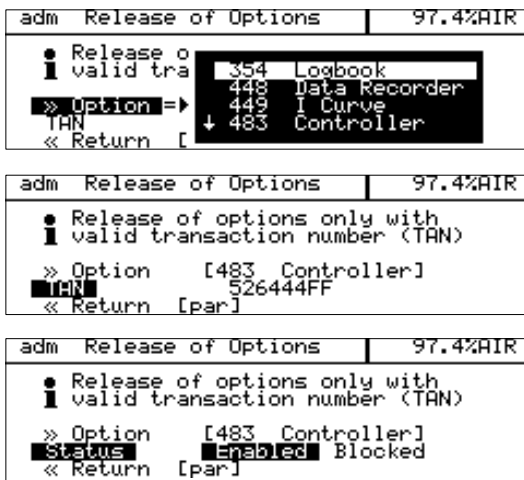 adm Release of Options 97.4%AIR
i Release o
valid tra
354 Logbook
448 Data Recorder
449 I Curve
↓ 483 Controller
» Option =▶
TAN
« Return [
adm Release of Options 97.4%AIR
i Release of options only with
valid transaction number (TAN)
» Option [483 Controller]
TAN 526444FF
« Return [par]
adm Release of Options 97.4%AIR
i Release of options only with
valid transaction number (TAN)
» Option [483 Controller]
Status Enabled Blocked
« Return [par]